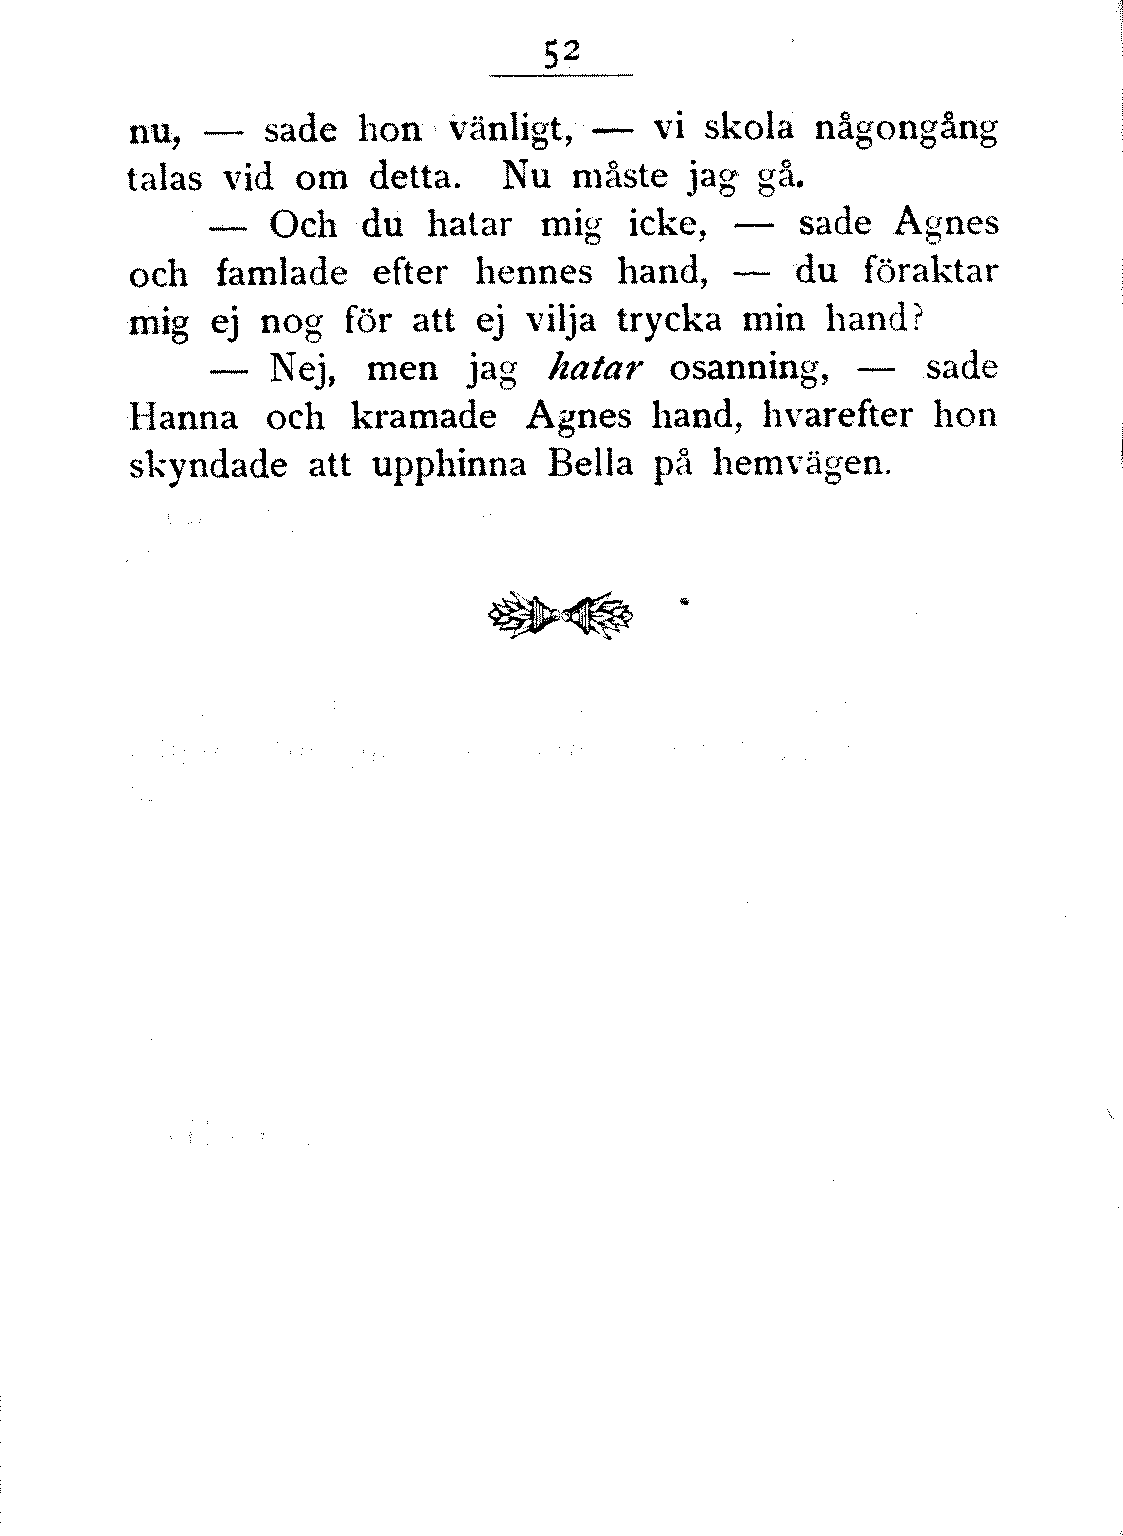 52
nu, — sade hon vänligt, — vi skola någongång
talas vid om detta. Nu måste jag gå.
— Och du hatar mig icke, — sade Agnes
och famlade efter hennes hand, — du föraktar
mig ej nog för att ej vilja trycka min hand?
— Nej, men jag hatar osanning, — sade
Hanna och kramade Agnes hand, hvarefter hon
skyndade att upphinna Bella på hemvägen.